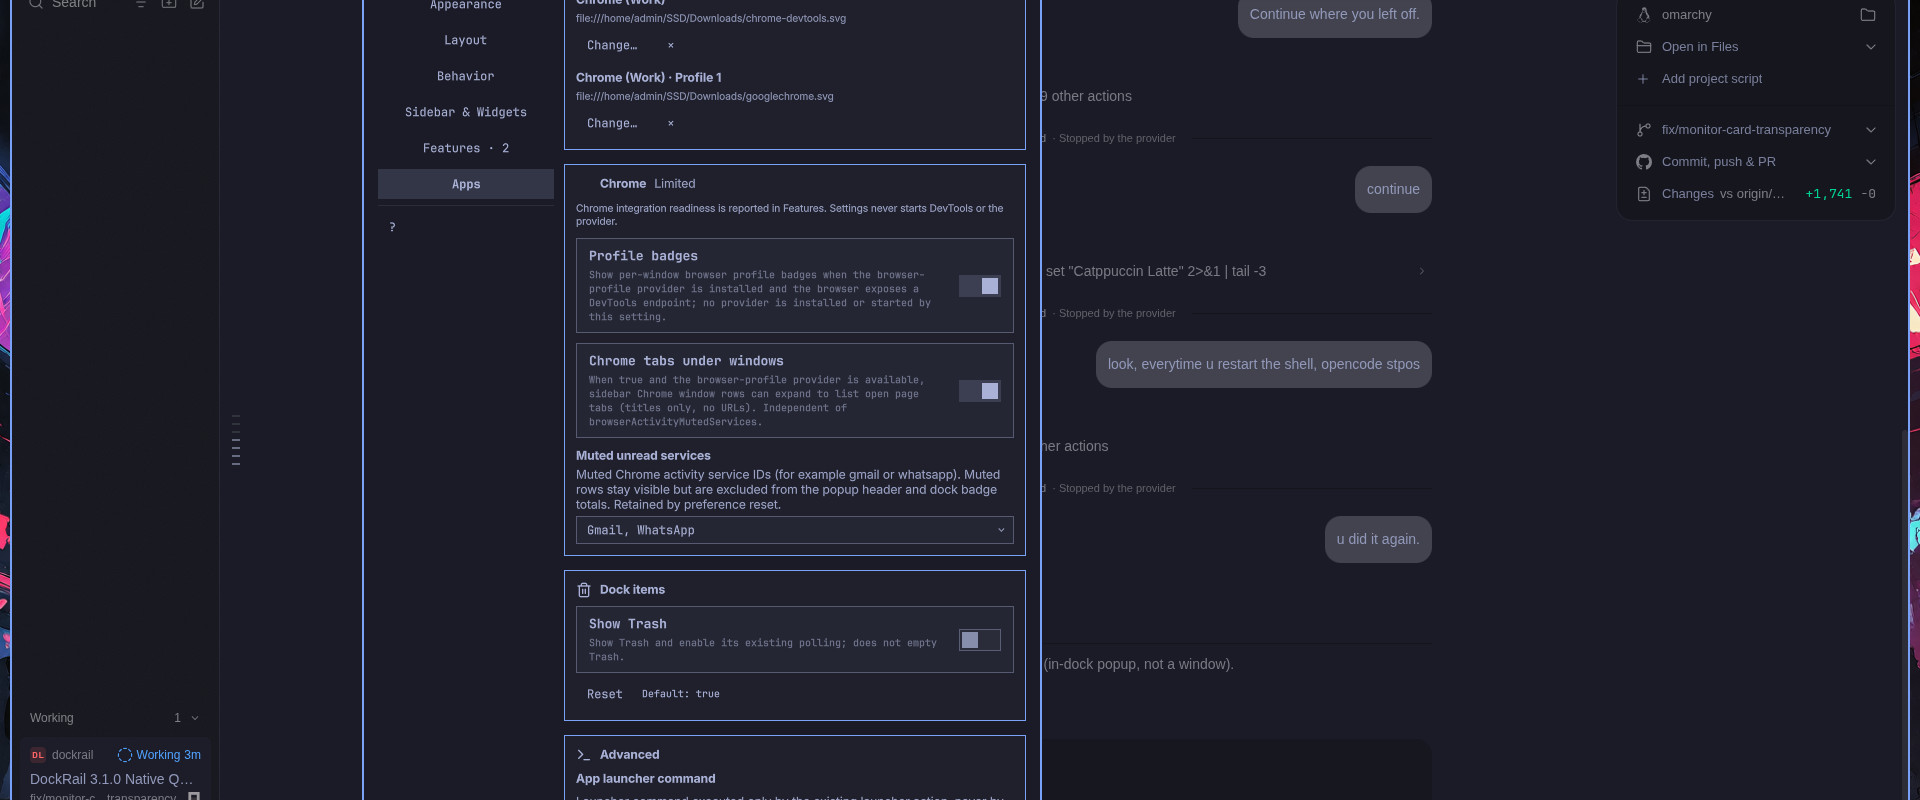 Search
Working
1
DL dockrail
Working 3m
DockRail 3.1.0 Native Q…
Appearance
Layout
Behavior
Sidebar & Widgets
Features · 2
Apps
?
file:///home/admin/SSD/Downloads/chrome-devtools.svg
Change…
×
Chrome (Work) · Profile 1
file:///home/admin/SSD/Downloads/googlechrome.svg
Change…
×
Chrome Limited
Chrome integration readiness is reported in Features. Settings never starts DevTools or the
provider.
Profile badges
Show per-window browser profile badges when the browser-
profile provider is installed and the browser exposes a
DevTools endpoint; no provider is installed or started by
this setting.
Chrome tabs under windows
When true and the browser-profile provider is available,
sidebar Chrome window rows can expand to list open page
tabs (titles only, no URLs). Independent of
browserActivityMutedServices.
Muted unread services
Muted Chrome activity service IDs (for example gmail or whatsapp). Muted
rows stay visible but are excluded from the popup header and dock badge
totals. Retained by preference reset.
Gmail, WhatsApp
Dock items
Show Trash
Show Trash and enable its existing polling; does not empty
Trash.
Reset
Default: true
Advanced
App launcher command
Continue where you left off.
9 other actions
d · Stopped by the provider
continue
set "Catppuccin Latte" 2>&1 | tail -3
d · Stopped by the provider
look, everytime u restart the shell, opencode stpos
her actions
d · Stopped by the provider
u did it again.
(in-dock popup, not a window).
omarchy
Open in Files
Add project script
fix/monitor-card-transparency
Commit, push & PR
Changes vs origin/… +1,741 -0